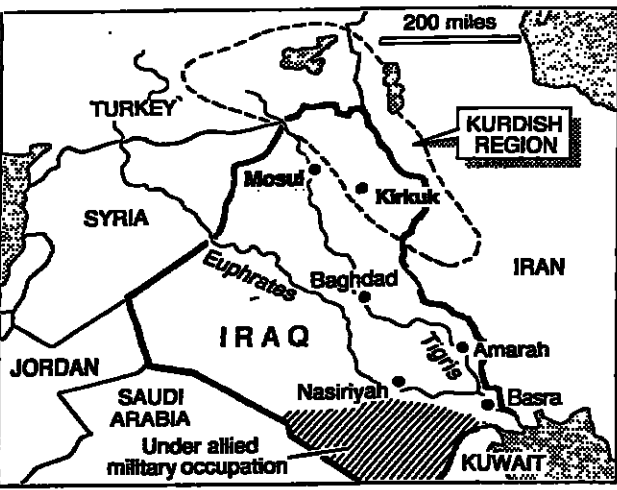 200 miles
TURKEY
KURDISH
REGION
Mosul
Kirkuk
SYRIA
IRAN
Euphrates
Baghdad
IRAQ
Tigris
Amarah
JORDAN
Nasiriyah
Basra
SAUDI
ARABIA
Under allied
military occupation
KUWAIT